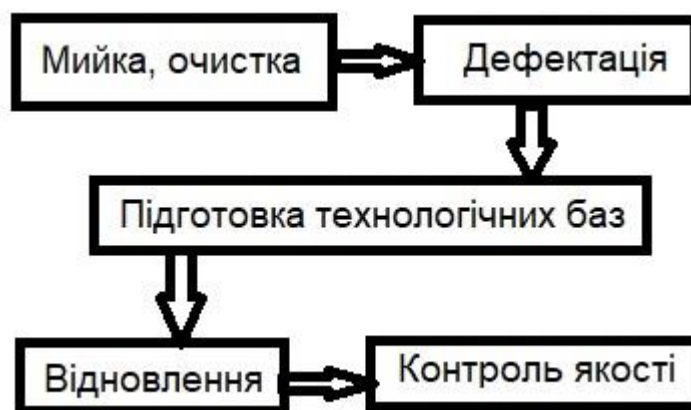 Мийка, очистка
Дефектація
Підготовка технологічних баз
Відновлення
Контроль якості